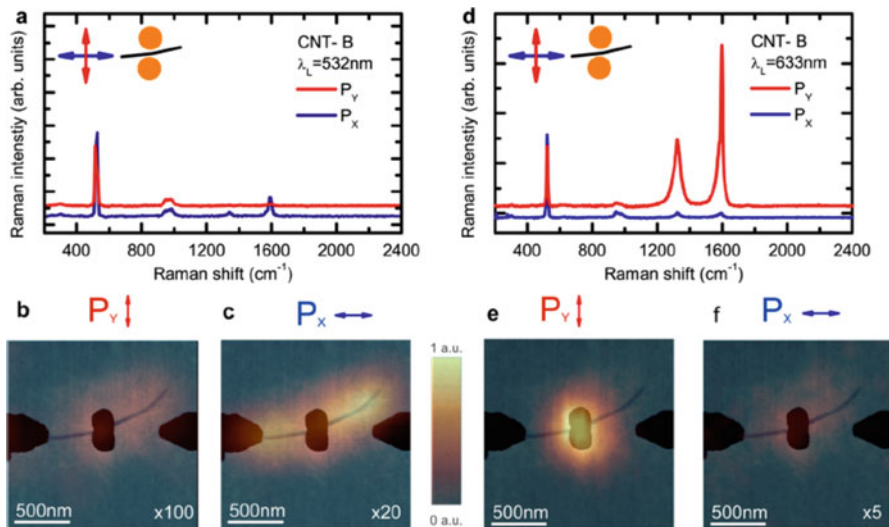 a
CNT- B
λL=532nm
PY
PX
Raman intenstiy (arb. units)
400 800 1200 1600 2000 2400
Raman shift (cm-1)
d
CNT- B
λL=633nm
PY
PX
Raman intenstiy (arb. units)
400 800 1200 1600 2000 2400
Raman shift (cm-1)
b PY
500nm x100
c PX
500nm x20
1 a.u.
0 a.u.
e PY
500nm
f PX
500nm x5